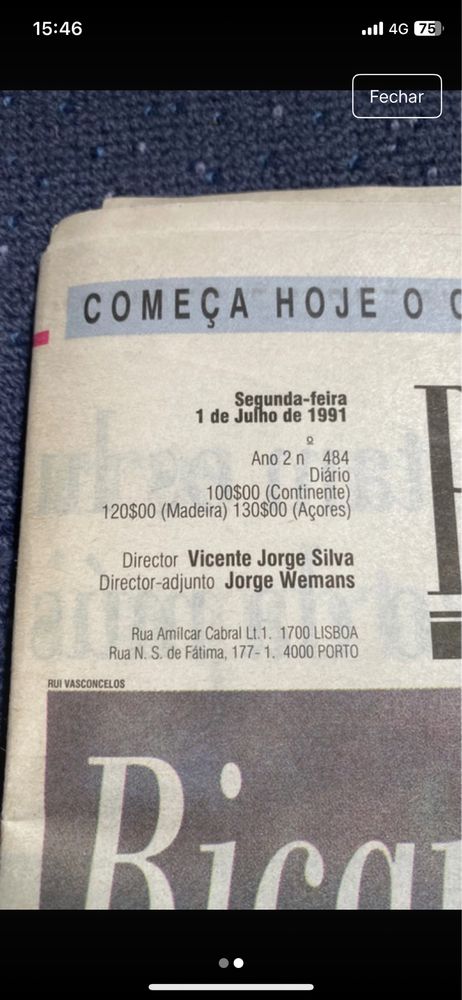 15:46
4G 75
Fechar
COMEÇA HOJE O
Segunda-feira
1 de Julho de 1991
Ano 2 nº 484
Diário
100$00 (Continente)
120$00 (Madeira) 130$00 (Açores)
Director Vicente Jorge Silva
Director-adjunto Jorge Wemans
Rua Amílcar Cabral Lt.1. 1700 LISBOA
Rua N. S. de Fátima, 177- 1. 4000 PORTO
RUI VASCONCELOS